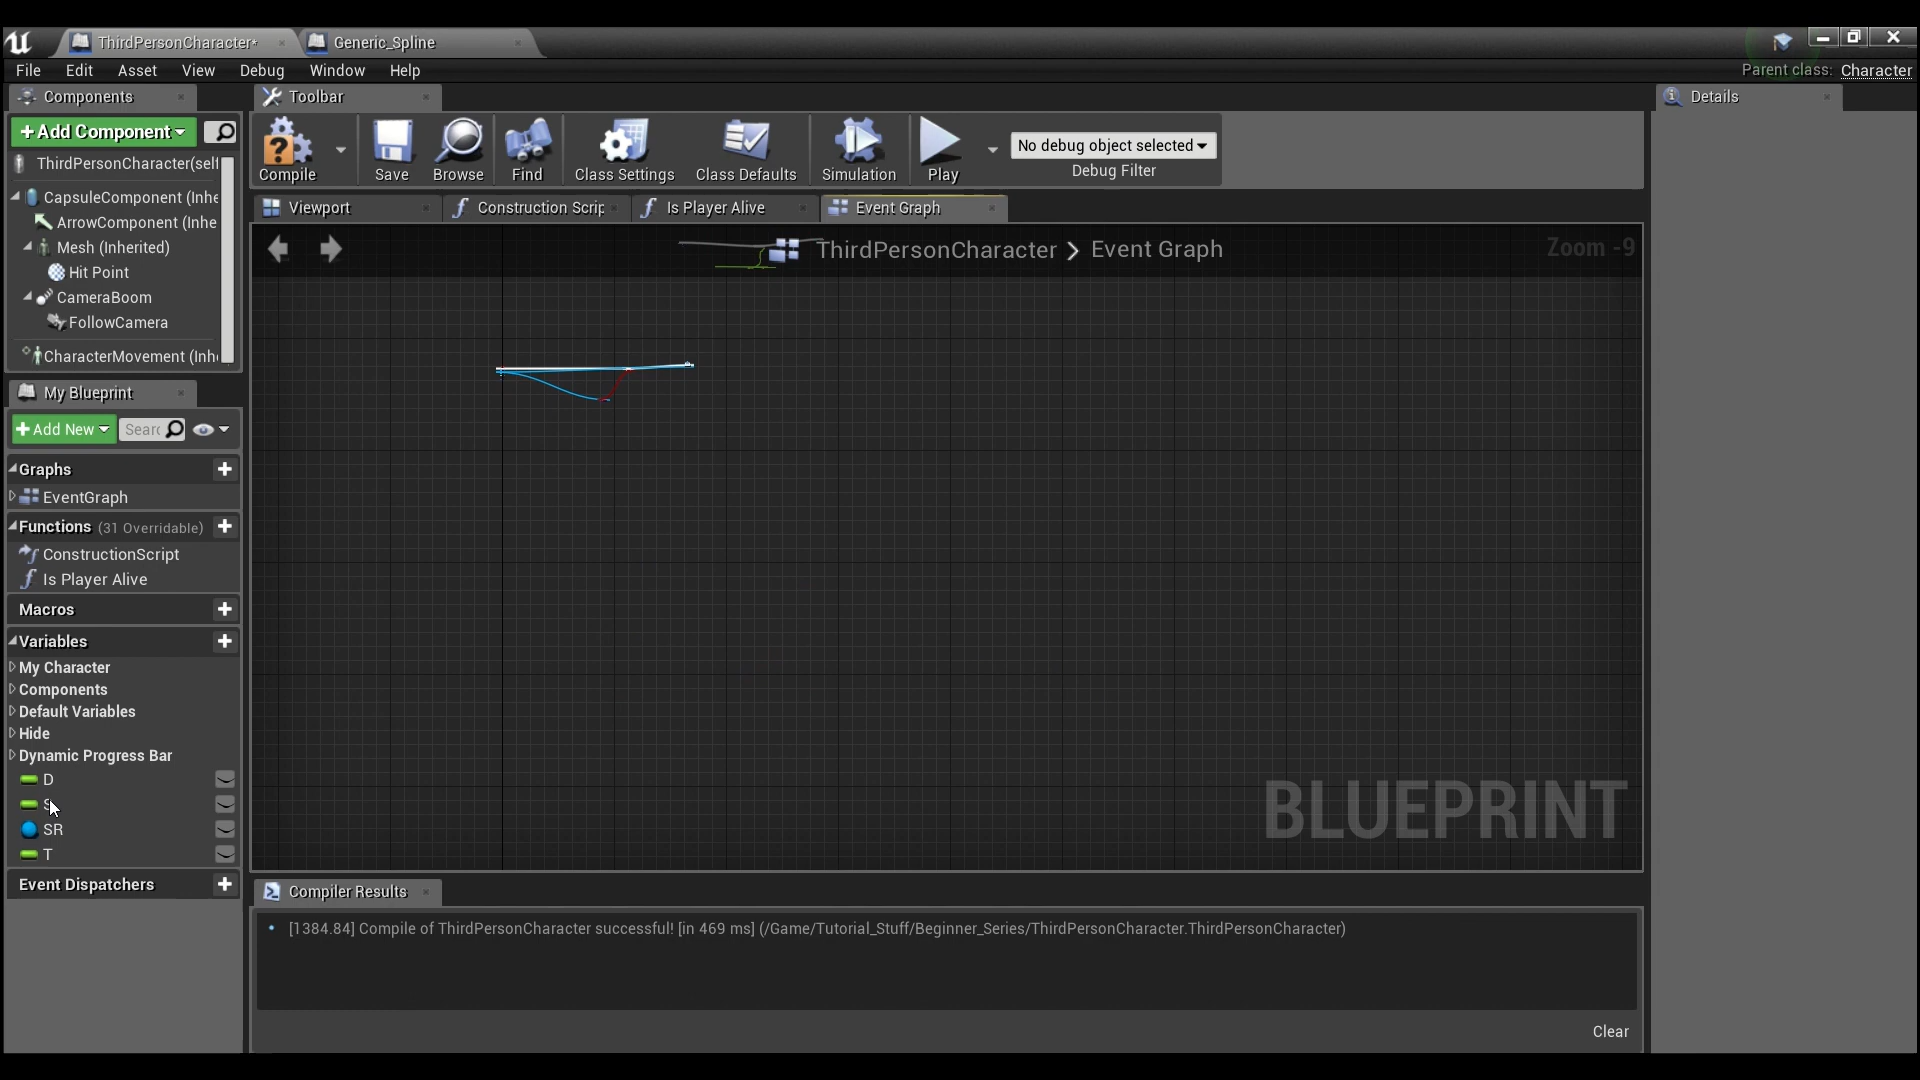 ThirdPersonCharacter*
Generic_Spline
File Edit Asset View Debug Window Help
Parent class: Character
Components
Toolbar
Details
+Add Component
ThirdPersonCharacter(self
CapsuleComponent (Inhe
ArrowComponent (Inhe
Mesh (Inherited)
Hit Point
CameraBoom
FollowCamera
CharacterMovement (Inhe
Compile
Save
Browse
Find
Class Settings
Class Defaults
Simulation
Play
No debug object selected
Debug Filter
Viewport
Construction Scrip
Is Player Alive
Event Graph
ThirdPersonCharacter > Event Graph
Zoom -9
My Blueprint
+Add New
Searc
Graphs
EventGraph
Functions (31 Overridable)
ConstructionScript
Is Player Alive
Macros
Variables
My Character
Components
Default Variables
Hide
Dynamic Progress Bar
D
SR
T
Event Dispatchers
BLUEPRINT
Compiler Results
[1384.84] Compile of ThirdPersonCharacter successful! [in 469 ms] (/Game/Tutorial_Stuff/Beginner_Series/ThirdPersonCharacter.ThirdPersonCharacter)
Clear